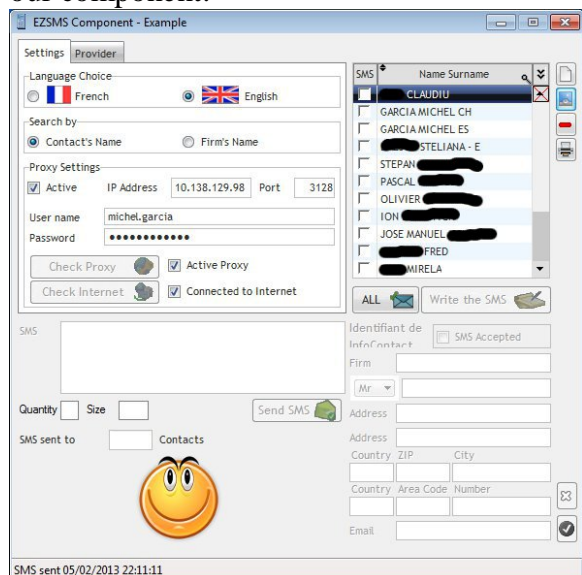 our component.
EZSMS Component - Example
Settings Provider
Language Choice
French English
Search by
Contact's Name Firm's Name
Proxy Settings
Active IP Address 10.138.129.98 Port 3128
User name michel.garcia
Password ●●●●●●●●●●●●
Check Proxy Active Proxy
Check Internet Connected to Internet
SMS Name Surname
CLAUDIU
GARCIA MICHEL CH
GARCIA MICHEL ES
STELIANA - E
STEPAN
PASCAL
OLIVIER
ION
JOSE MANUEL
FRED
MIRELA
ALL Write the SMS
SMS
Quantity Size Send SMS
SMS sent to Contacts
Identifiant de
InfoContact
SMS Accepted
Firm
Mr
Address
Address
Country ZIP City
Country Area Code Number
Email
SMS sent 05/02/2013 22:11:11